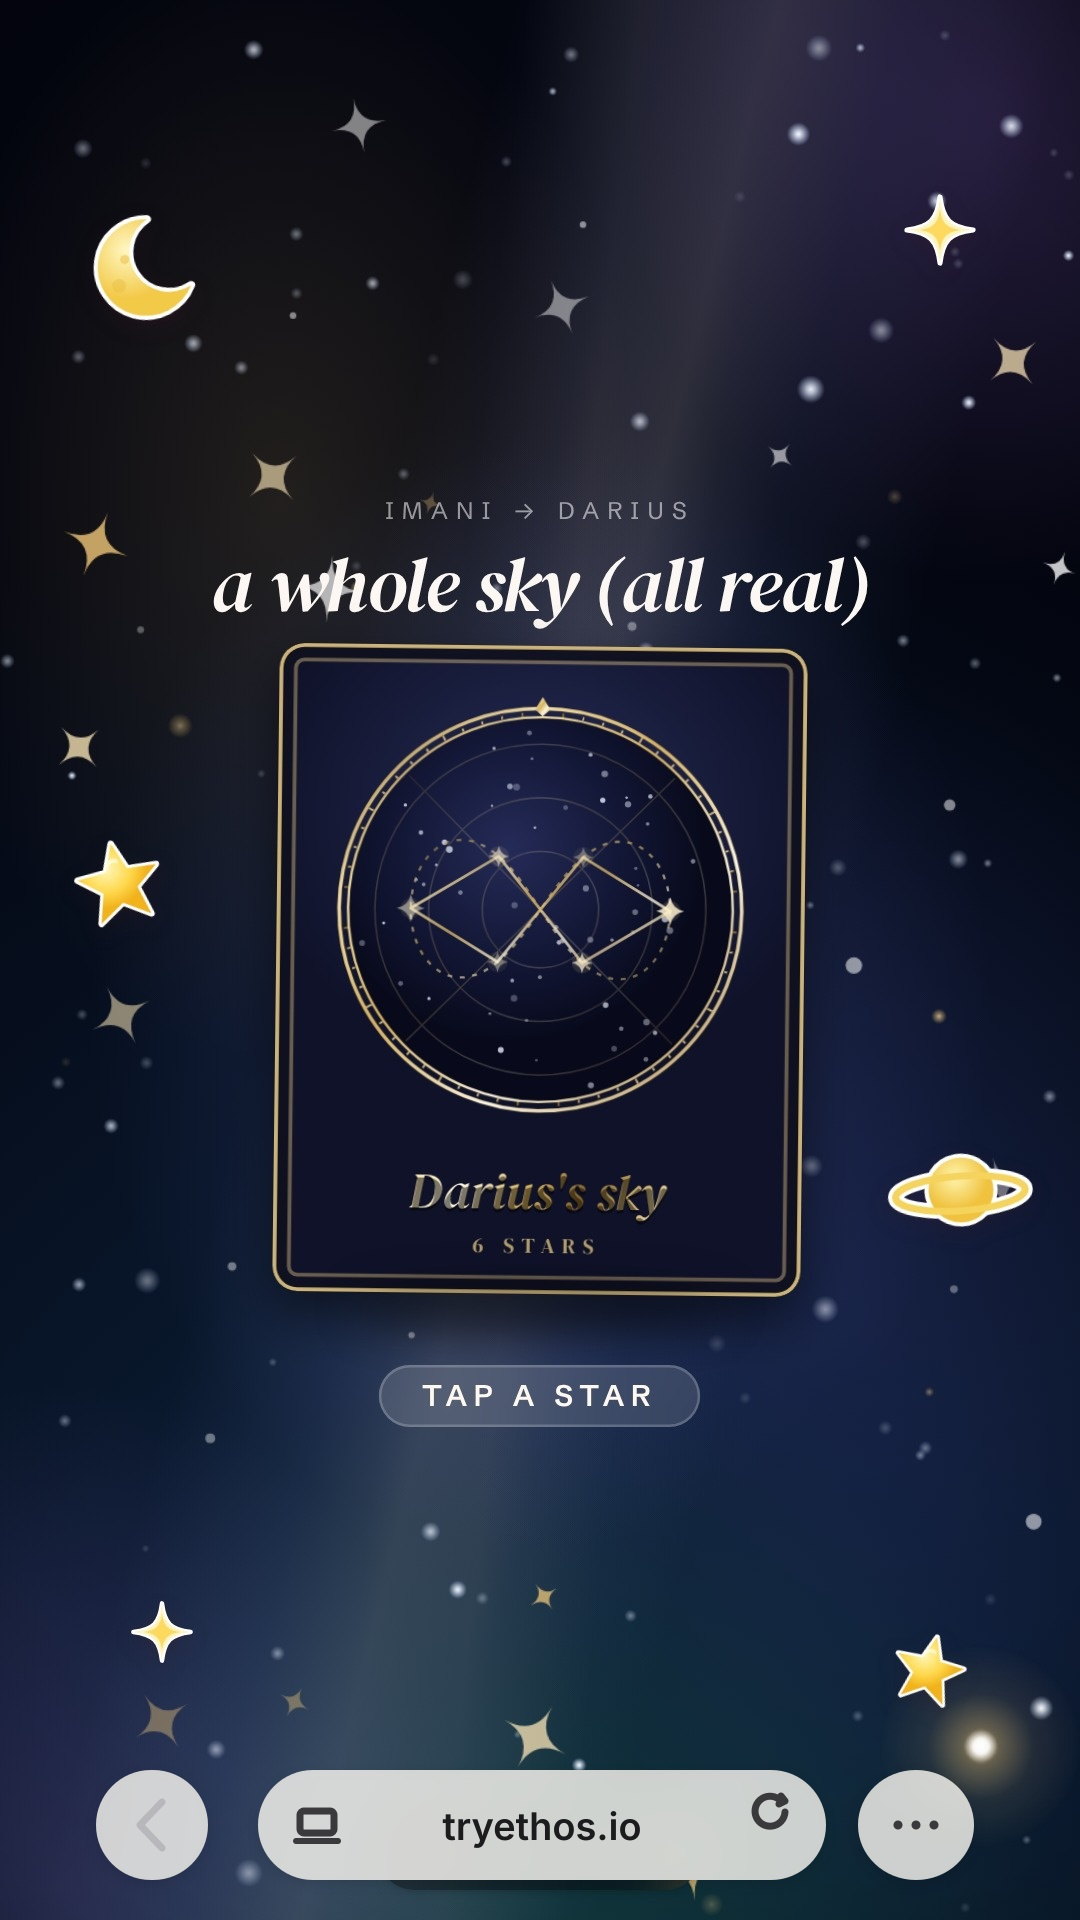 IMANI → DARIUS
a whole sky (all real)
Darius's sky
6 STARS
TAP A STAR
tryethos.io